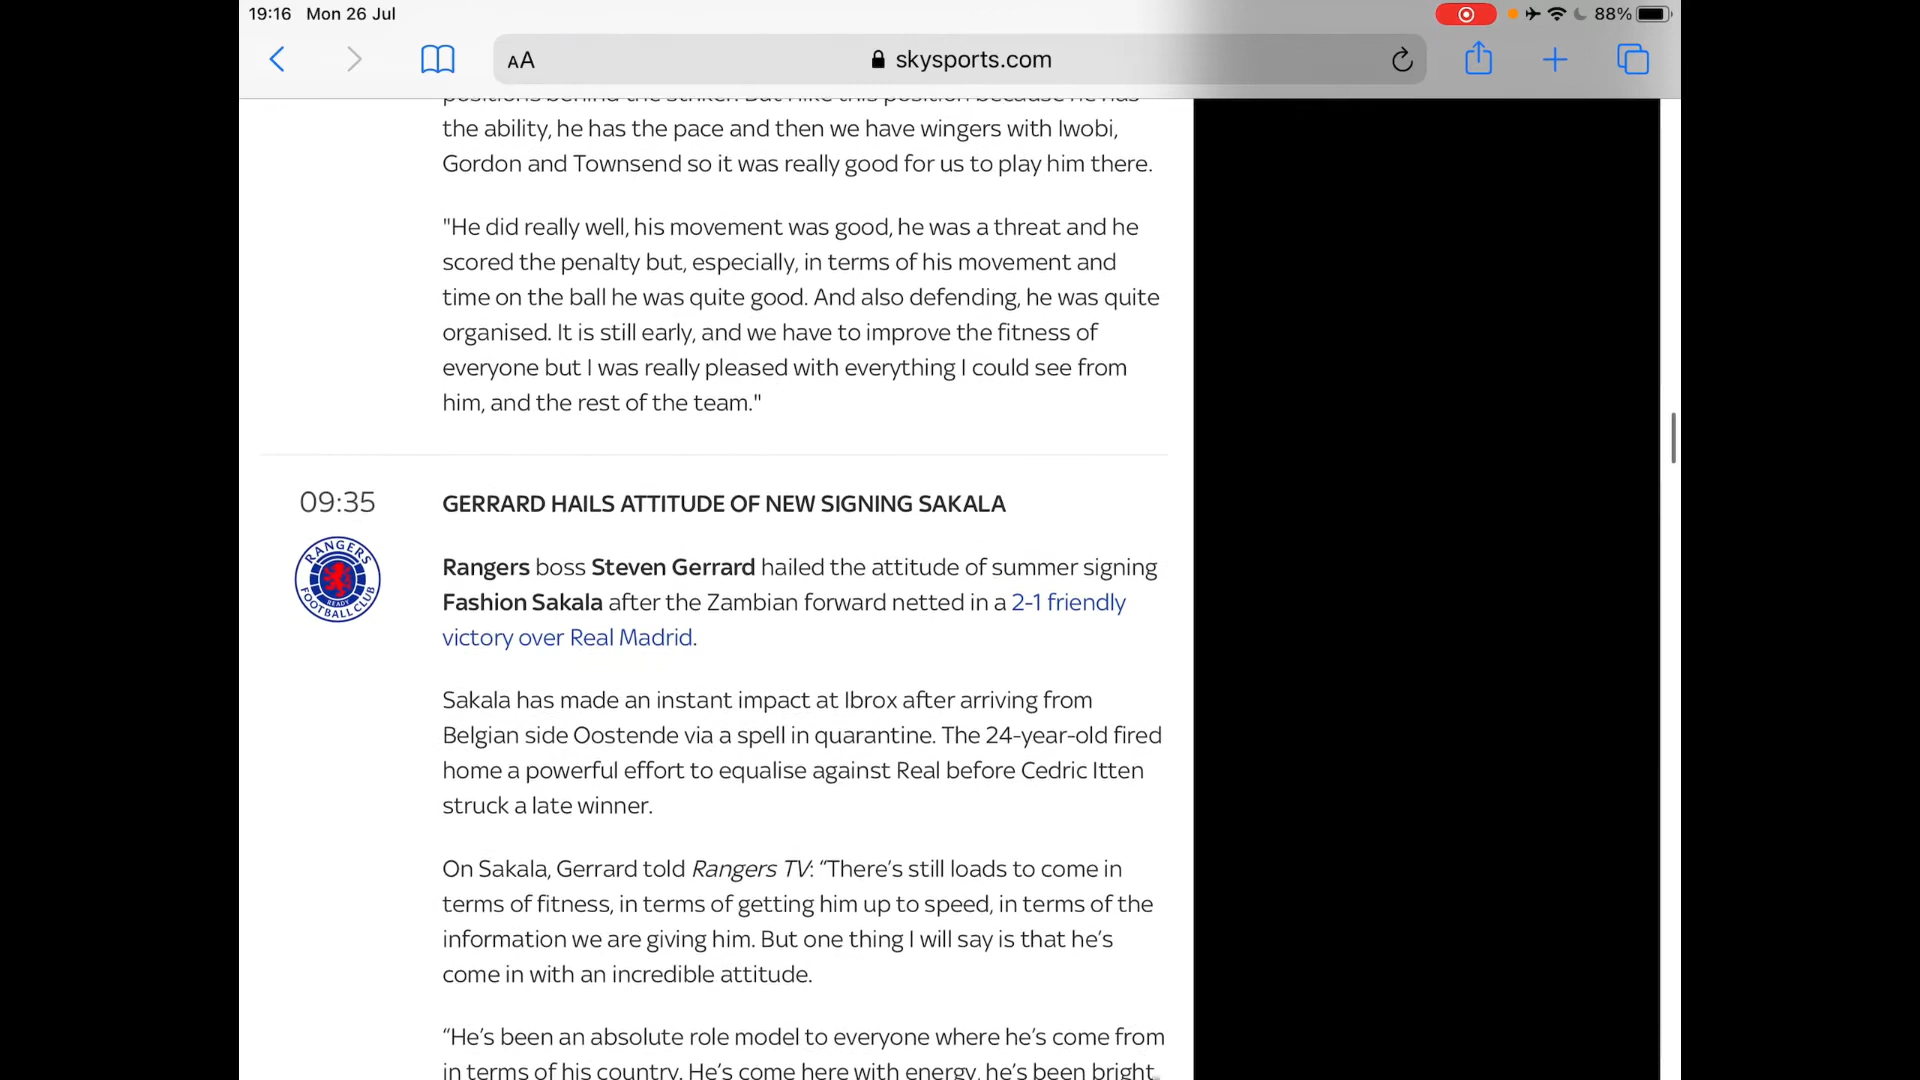 19:16 Mon 26 Jul
88%
AA
skysports.com
positions behind the striker. But I like this position because he has
the ability, he has the pace and then we have wingers with Iwobi,
Gordon and Townsend so it was really good for us to play him there.
"He did really well, his movement was good, he was a threat and he
scored the penalty but, especially, in terms of his movement and
time on the ball he was quite good. And also defending, he was quite
organised. It is still early, and we have to improve the fitness of
everyone but I was really pleased with everything I could see from
him, and the rest of the team."
09:35
GERRARD HAILS ATTITUDE OF NEW SIGNING SAKALA
RANGERS
READY
FOOTBALL CLUB
Rangers boss Steven Gerrard hailed the attitude of summer signing
Fashion Sakala after the Zambian forward netted in a 2-1 friendly
victory over Real Madrid.
Sakala has made an instant impact at Ibrox after arriving from
Belgian side Oostende via a spell in quarantine. The 24-year-old fired
home a powerful effort to equalise against Real before Cedric Itten
struck a late winner.
On Sakala, Gerrard told Rangers TV: “There’s still loads to come in
terms of fitness, in terms of getting him up to speed, in terms of the
information we are giving him. But one thing I will say is that he’s
come in with an incredible attitude.
“He’s been an absolute role model to everyone where he’s come from
in terms of his country. He’s come here with energy, he’s been bright,